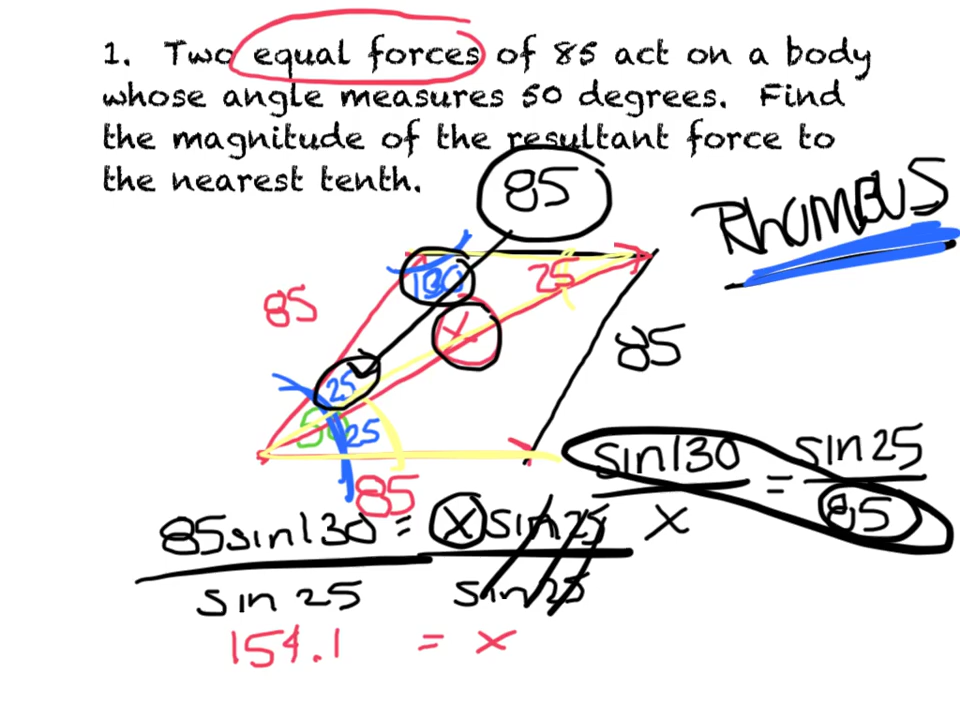 1. Two equal forces of 85 act on a body
whose angle measures 50 degrees. Find
the magnitude of the resultant force to
the nearest tenth.
85
RHOMBUS
130
25
85
x
85
25
50
25
85
sin130 = sin25
x 85
85sin130 = x sin25
sin 25 sin25
154.1 = x